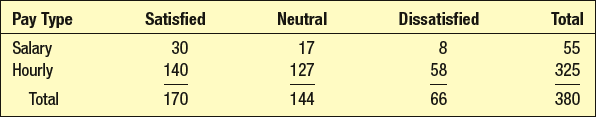 Pay Type Satisfied Neutral Dissatisfied Total
Salary 30 17 8 55
Hourly 140 127 58 325
Total 170 144 66 380